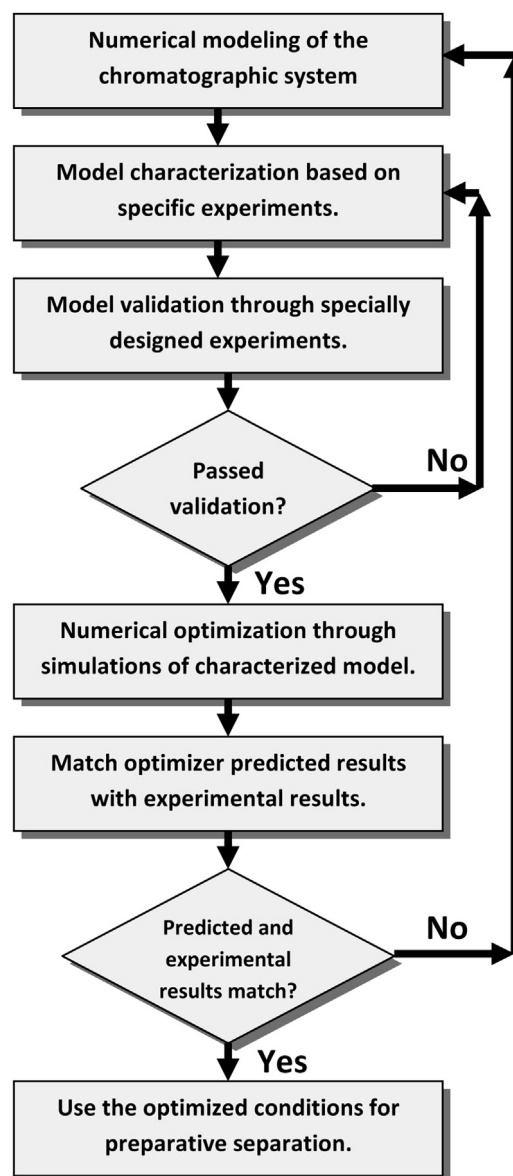 Numerical modeling of the
chromatographic system
Model characterization based on
specific experiments.
Model validation through specially
designed experiments.
Passed
validation?
No
Yes
Numerical optimization through
simulations of characterized model.
Match optimizer predicted results
with experimental results.
Predicted and
experimental
results match?
No
Yes
Use the optimized conditions for
preparative separation.